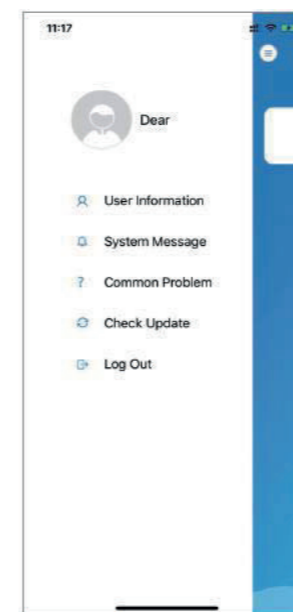 11:17
Dear
User Information
System Message
? Common Problem
Check Update
Log Out